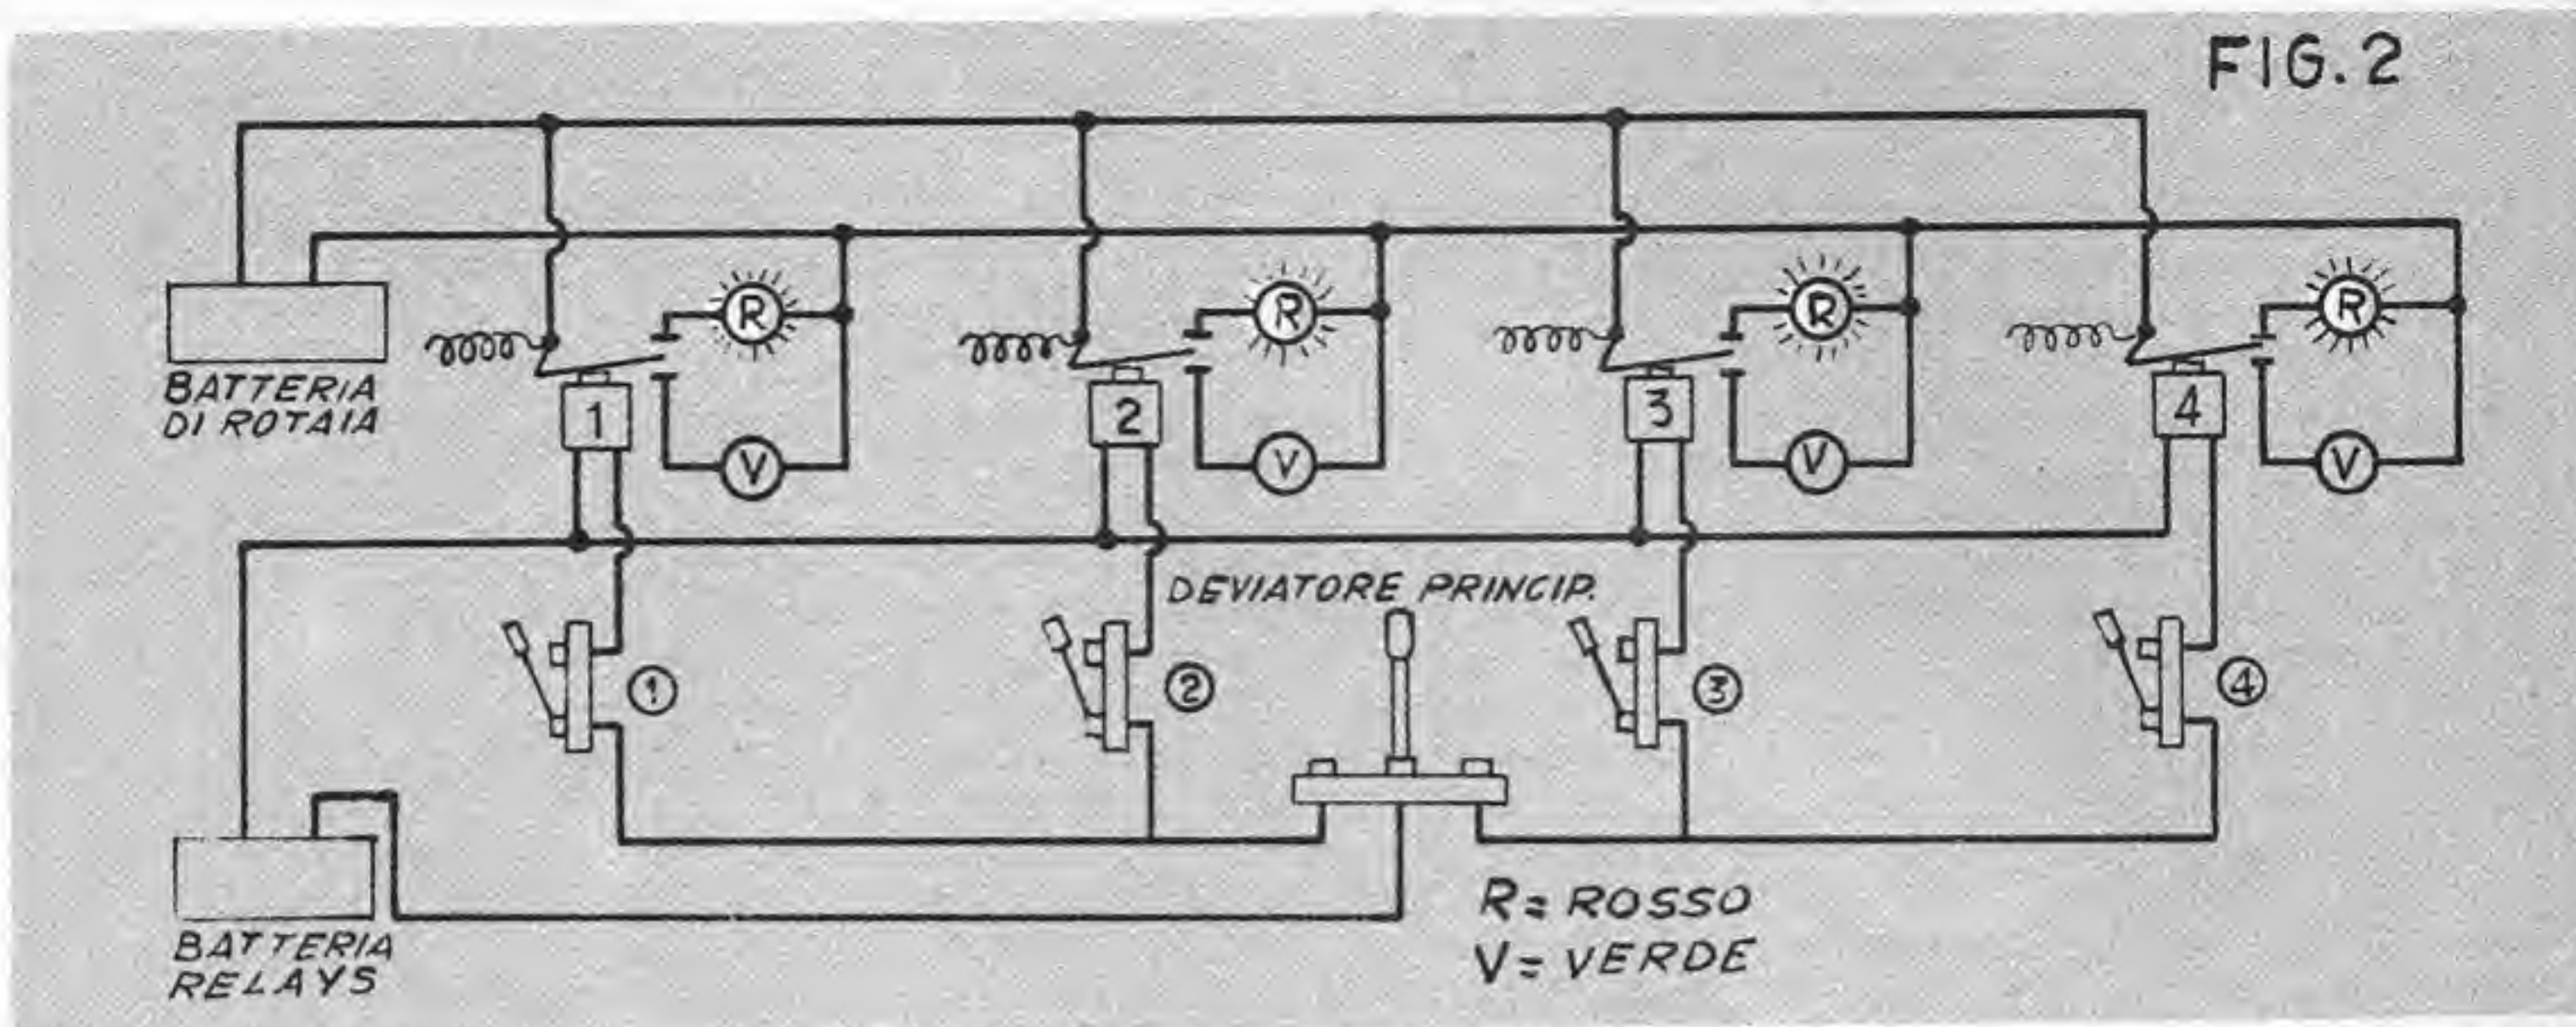 FIG. 2
R
R
R
R
BATTERIA
DI ROTAIA
1
2
3
4
V
V
V
V
DEVIATORE PRINCIP.
1
2
3
4
R = ROSSO
V = VERDE
BATTERIA
RELAYS